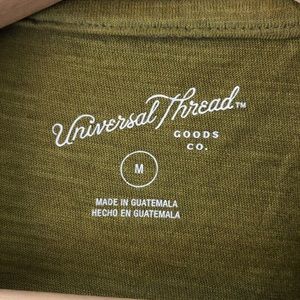 Universal Thread™
GOODS
CO.
M
MADE IN GUATEMALA
HECHO EN GUATEMALA